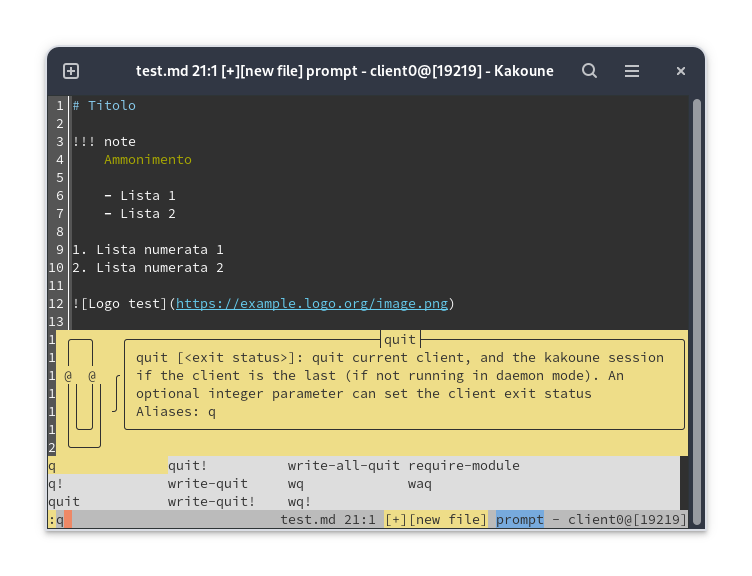 test.md 21:1 [+][new file] prompt - client0@[19219] - Kakoune
1 # Titolo
2
3 !!! note
4     Ammonimento
5
6     - Lista 1
7     - Lista 2
8
9 1. Lista numerata 1
10 2. Lista numerata 2
11
12 ![Logo test](https://example.logo.org/image.png)
13
1 quit
1 quit [<exit status>]: quit current client, and the kakoune session
1 @ @ if the client is the last (if not running in daemon mode). An
1 optional integer parameter can set the client exit status
1 Aliases: q
1
2
q quit! write-all-quit require-module
q! write-quit wq waq
quit write-quit! wq!
:q test.md 21:1 [+][new file] prompt - client0@[19219]